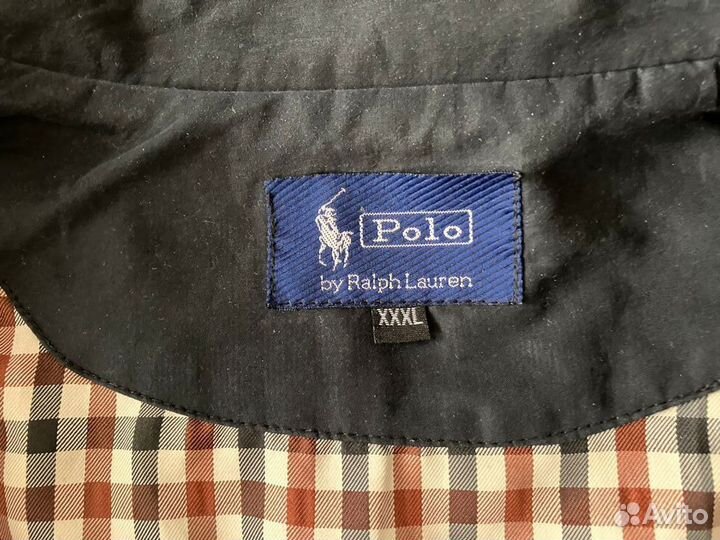 Polo
by Ralph Lauren
XXXL
Avito